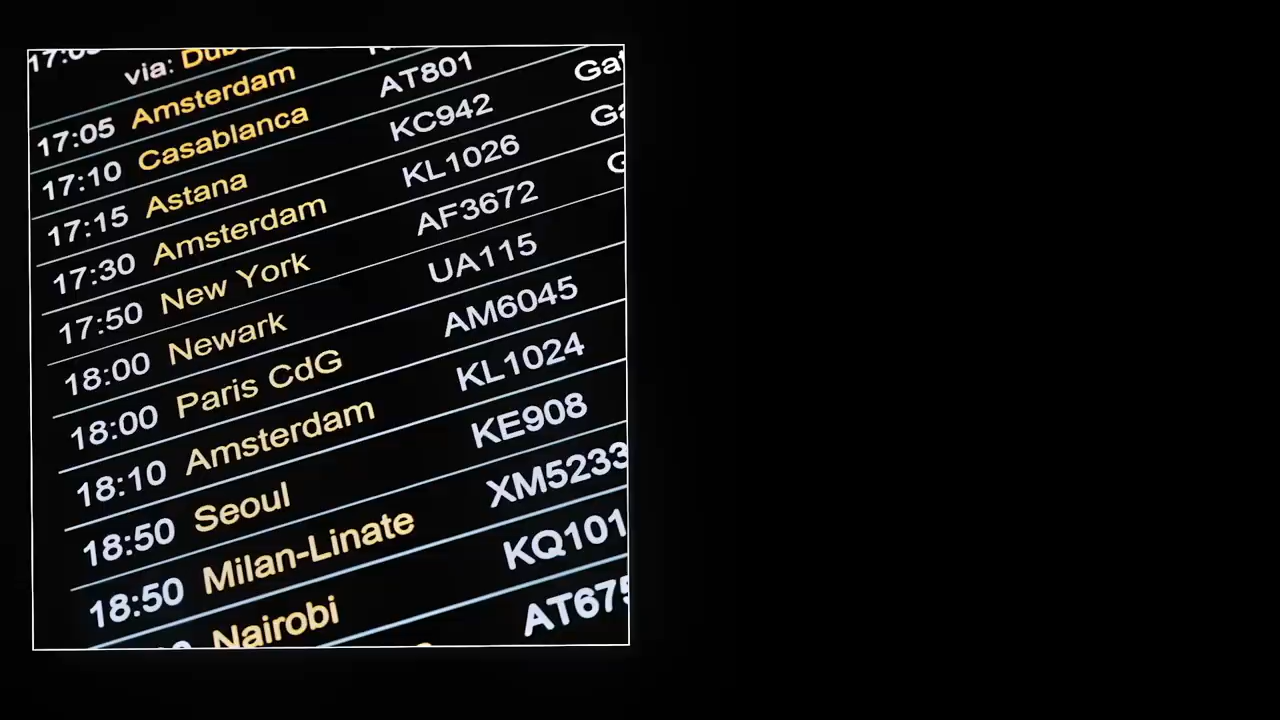 via: Dub
17:05 Amsterdam
17:10 Casablanca AT801
17:15 Astana KC942 Gat
17:30 Amsterdam KL1026 Ga
17:50 New York AF3672 G
18:00 Newark UA115
18:00 Paris CdG AM6045
18:10 Amsterdam KL1024
18:50 Seoul KE908
18:50 Milan-Linate XM5233
Nairobi KQ101
AT675